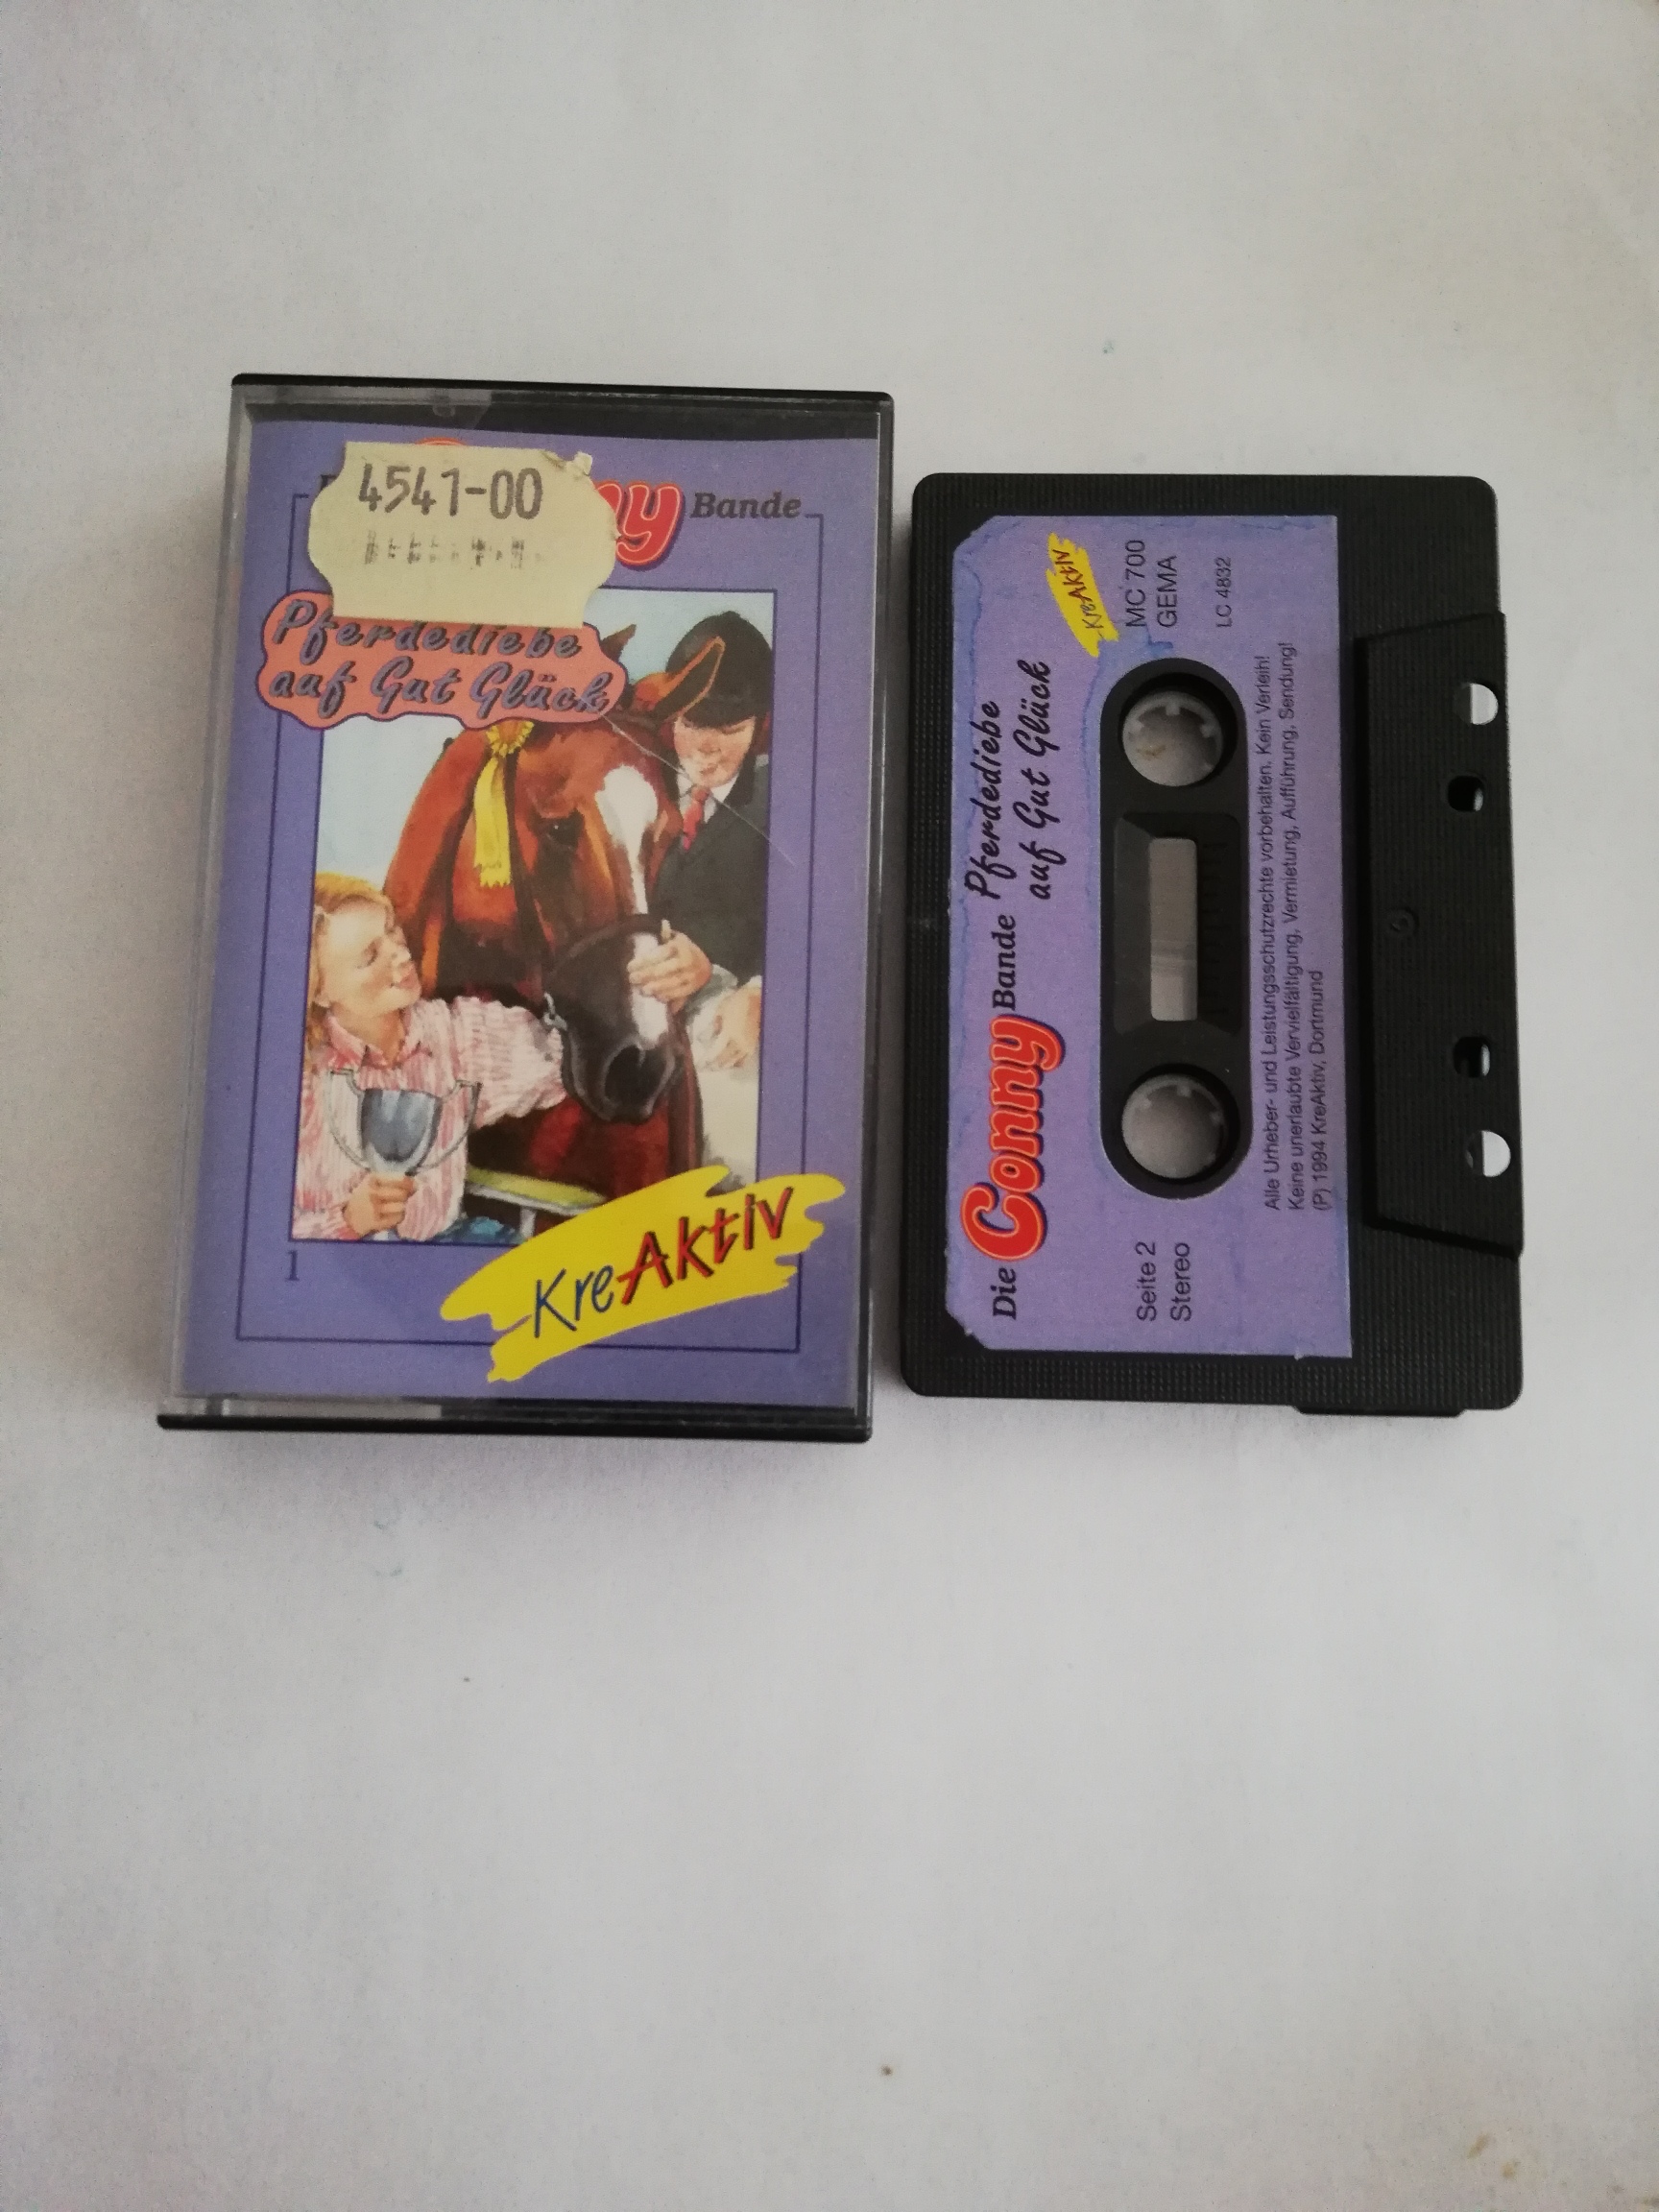 4541-00
ny Bande
Pferdediebe
auf Gut Glück
1
KreAktiv
Die Conny Bande Pferdediebe
auf Gut Glück
KreAktiv
MC 700
GEMA
LC 4832
Seite 2
Stereo
Alle Urheber- und Leistungsschutzrechte vorbehalten. Kein Verleih!
Keine unerlaubte Vervielfältigung, Vermietung, Aufführung, Sendung!
(P) 1994 KreAktiv, Dortmund